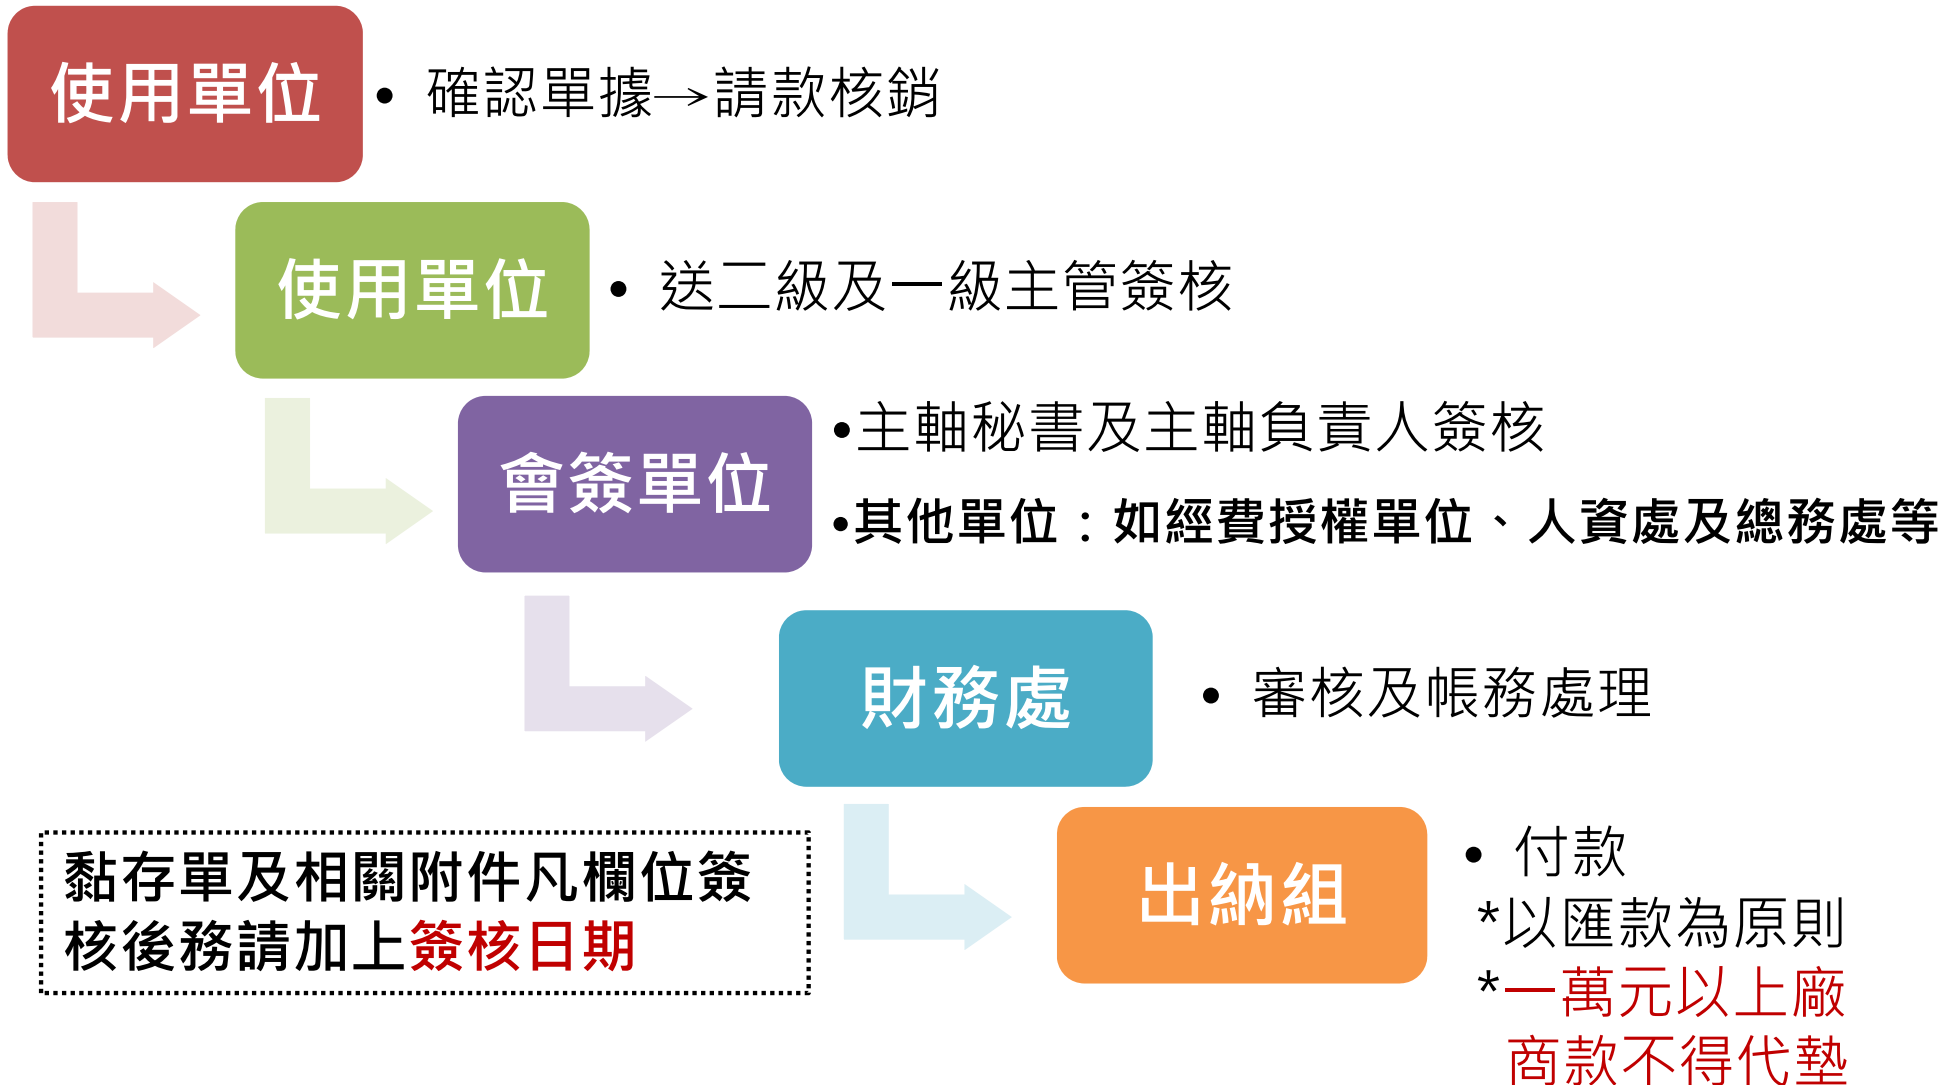 使用單位
• 確認單據→請款核銷
使用單位
• 送二級及一級主管簽核
會簽單位
•主軸秘書及主軸負責人簽核
•其他單位：如經費授權單位、人資處及總務處等
財務處
• 審核及帳務處理
出納組
• 付款
*以匯款為原則
*一萬元以上廠
商款不得代墊
黏存單及相關附件凡欄位簽
核後務請加上簽核日期